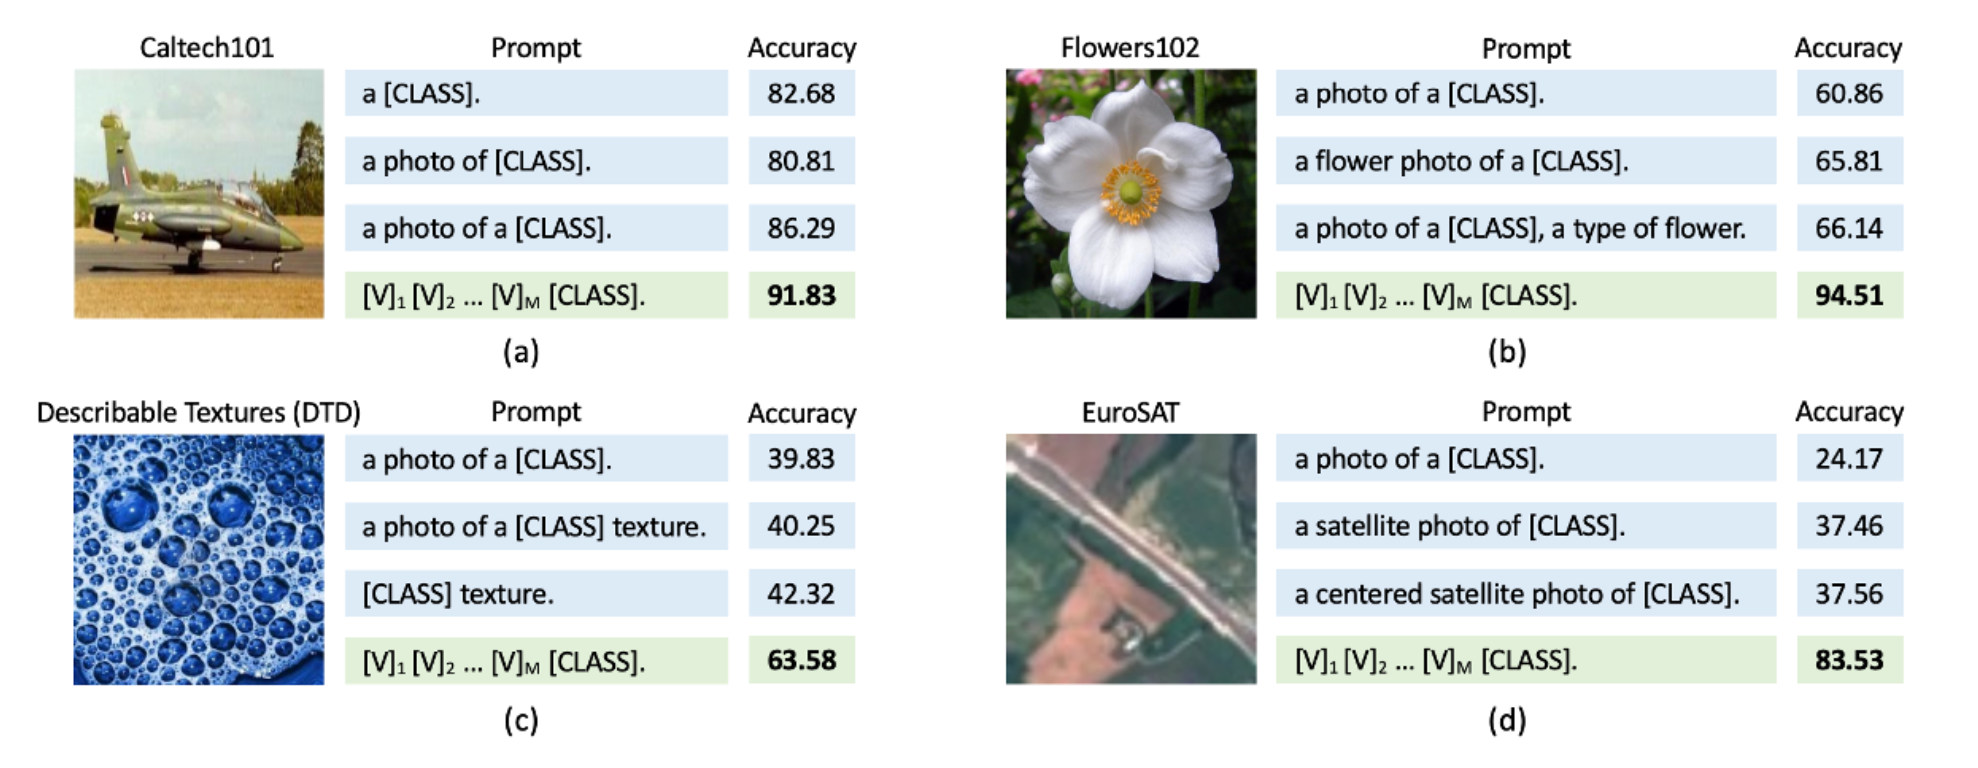 Caltech101 Prompt Accuracy
a [CLASS]. 82.68
a photo of [CLASS]. 80.81
a photo of a [CLASS]. 86.29
[V]₁ [V]₂ ... [V]M [CLASS]. 91.83
(a)
Flowers102 Prompt Accuracy
a photo of a [CLASS]. 60.86
a flower photo of a [CLASS]. 65.81
a photo of a [CLASS], a type of flower. 66.14
[V]₁ [V]₂ ... [V]M [CLASS]. 94.51
(b)
Describable Textures (DTD) Prompt Accuracy
a photo of a [CLASS]. 39.83
a photo of a [CLASS] texture. 40.25
[CLASS] texture. 42.32
[V]₁ [V]₂ ... [V]M [CLASS]. 63.58
(c)
EuroSAT Prompt Accuracy
a photo of a [CLASS]. 24.17
a satellite photo of [CLASS]. 37.46
a centered satellite photo of [CLASS]. 37.56
[V]₁ [V]₂ ... [V]M [CLASS]. 83.53
(d)